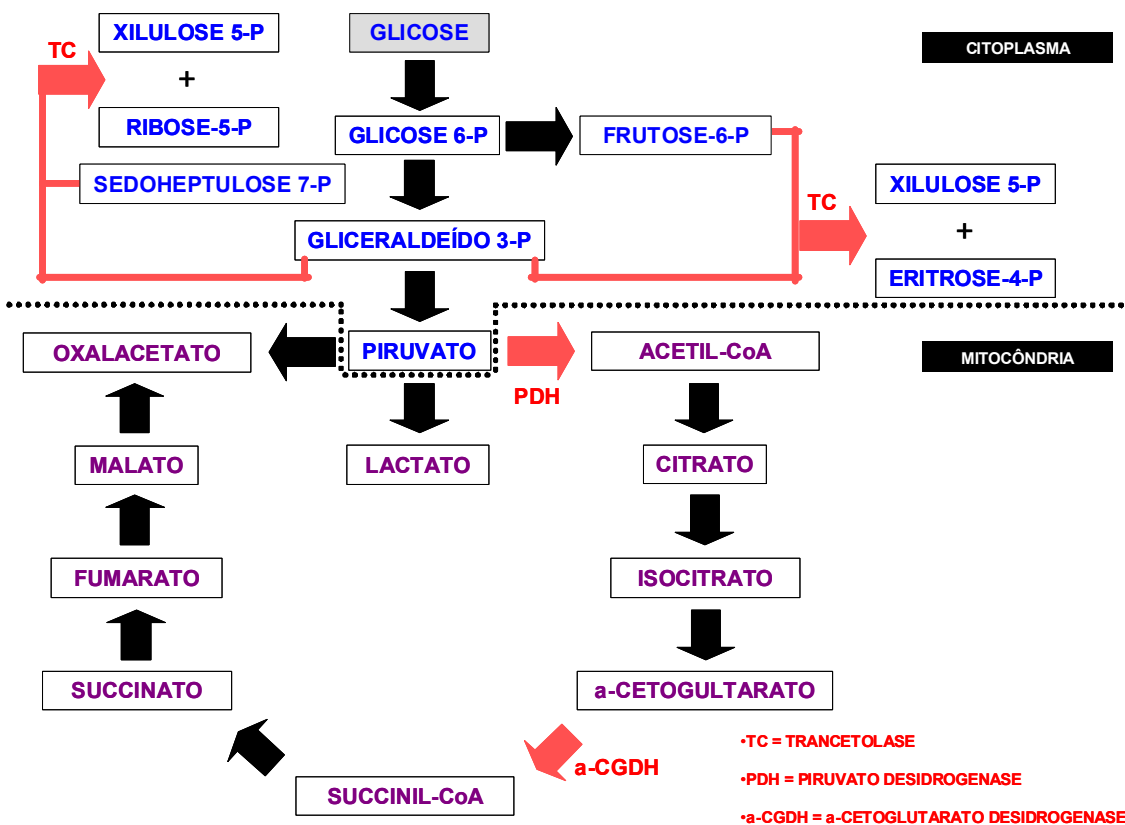 XILULOSE 5-P
GLICOSE
TC
CITOPLASMA
+
RIBOSE-5-P
GLICOSE 6-P
FRUTOSE-6-P
SEDOHEPTULOSE 7-P
XILULOSE 5-P
TC
GLICERALDEÍDO 3-P
+
ERITROSE-4-P
OXALACETATO
PIRUVATO
ACETIL-CoA
MITOCÔNDRIA
PDH
MALATO
LACTATO
CITRATO
FUMARATO
ISOCITRATO
SUCCINATO
a-CETOGULTARATO
•TC = TRANCETOLASE
a-CGDH
•PDH = PIRUVATO DESIDROGENASE
SUCCINIL-CoA
•a-CGDH = a-CETOGLUTARATO DESIDROGENASE